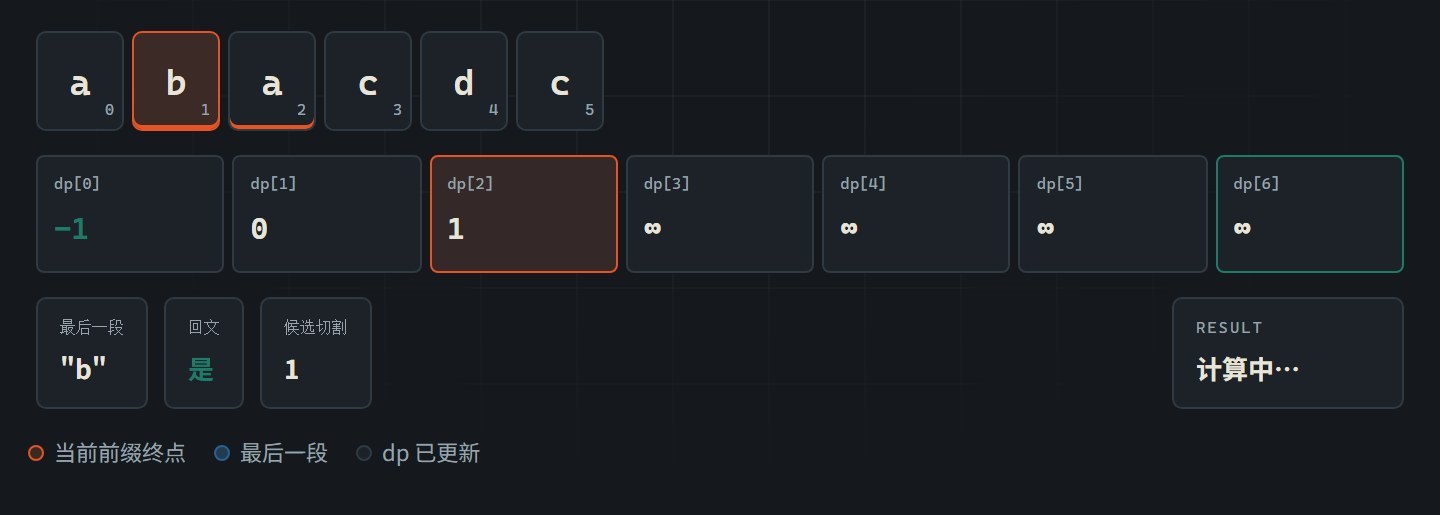 a 0 b 1 a 2 c 3 d 4 c 5
dp[0] dp[1] dp[2] dp[3] dp[4] dp[5] dp[6]
−1 0 1 ∞ ∞ ∞ ∞
最后一段 回文 候选切割 RESULT
"b" 是 1 计算中…
当前前缀终点 最后一段 dp 已更新